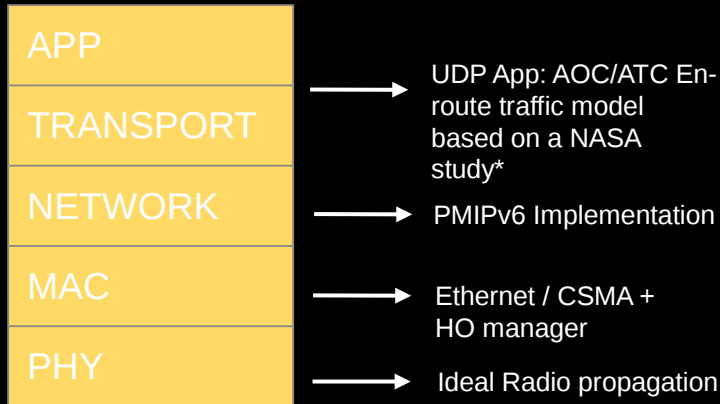 APP
TRANSPORT
NETWORK
MAC
PHY
UDP App: AOC/ATC En-
route traffic model
based on a NASA
study*
PMIPv6 Implementation
Ethernet / CSMA +
HO manager
Ideal Radio propagation